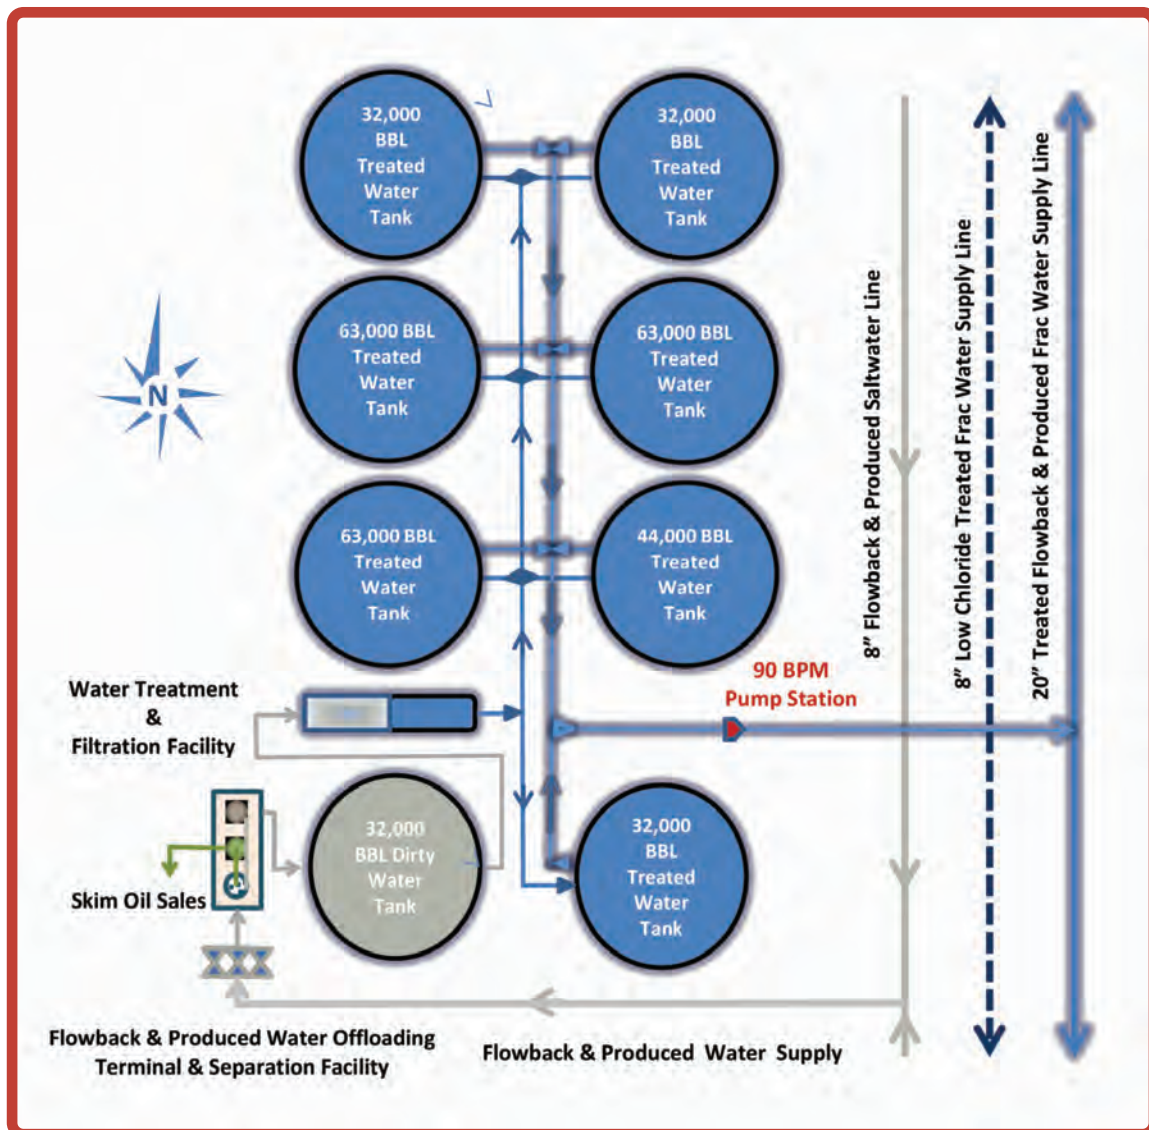 32,000
BBL
Treated
Water
Tank
32,000
BBL
Treated
Water
Tank
63,000 BBL
Treated
Water
Tank
63,000 BBL
Treated
Water
Tank
N
63,000 BBL
Treated
Water
Tank
44,000 BBL
Treated
Water
Tank
8” Flowback & Produced Saltwater Line
8” Low Chloride Treated Frac Water Supply Line
20” Treated Flowback & Produced Frac Water Supply Line
90 BPM
Pump Station
Water Treatment
&
Filtration Facility
32,000
BBL Dirty
Water
Tank
32,000
BBL
Treated
Water
Tank
Skim Oil Sales
Flowback & Produced Water Offloading
Terminal & Separation Facility
Flowback & Produced Water Supply